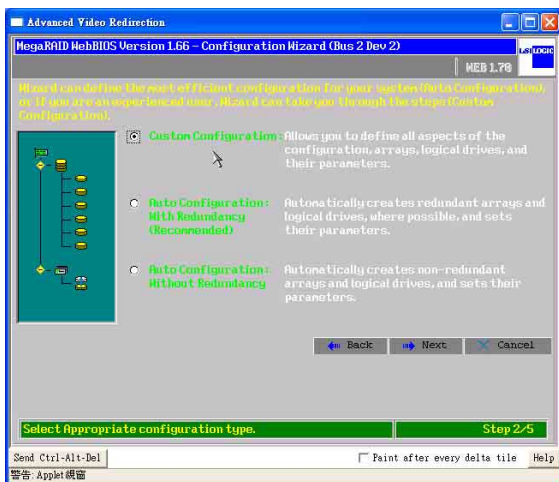 Advanced Video Redirection
MegaRAID WebBIOS Version 1.66 – Configuration Wizard (Bus 2 Dev 2)
LSI LOGIC
WEB 1.70
Wizard can define the most efficient configuration for your system (Auto Configuration),
or if you are an experienced user, Wizard can take you through the steps (Custom
Configuration).
Custom Configuration: Allows you to define all aspects of the
configuration, arrays, logical drives, and
their parameters.
Auto Configuration: Automatically creates redundant arrays and
With Redundancy logical drives, where possible, and sets
(Recommended) their parameters.
Auto Configuration: Automatically creates non-redundant
Without Redundancy arrays and logical drives, and sets their
parameters.
Back Next Cancel
Select Appropriate configuration type. Step 2/5
Send Ctrl-Alt-Del Paint after every delta tile Help
警告: Applet 視窗